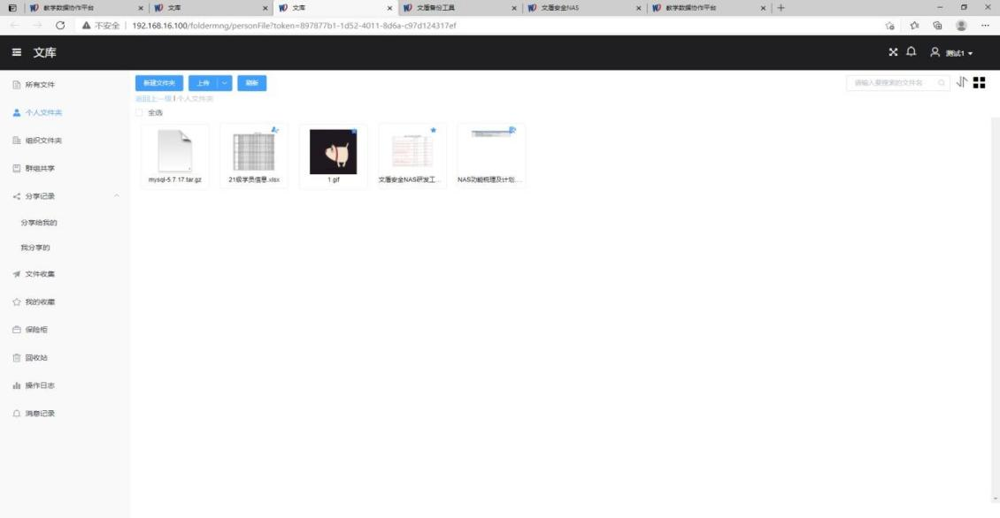 数学数据协作平台
文库
文库
文盾备份工具
文盾安全NAS
数学数据协作平台
不安全 | 192.168.16.100/foldermng/personFile?token=897877b1-1d52-4011-8d6a-c97d124317ef
文库
测试1
所有文件
个人文件夹
组织文件夹
群组共享
分享记录
分享给我的
我分享的
文件收集
我的收藏
保险柜
回收站
操作日志
消息记录
新建文件夹
上传
刷新
请输入要搜索的文件名
返回上一级 | 个人文件夹
全选
mysql-5.7.17.tar.gz
21级学员信息.xlsx
1.gif
文盾安全NAS研发工...
NAS功能梳理及计划....